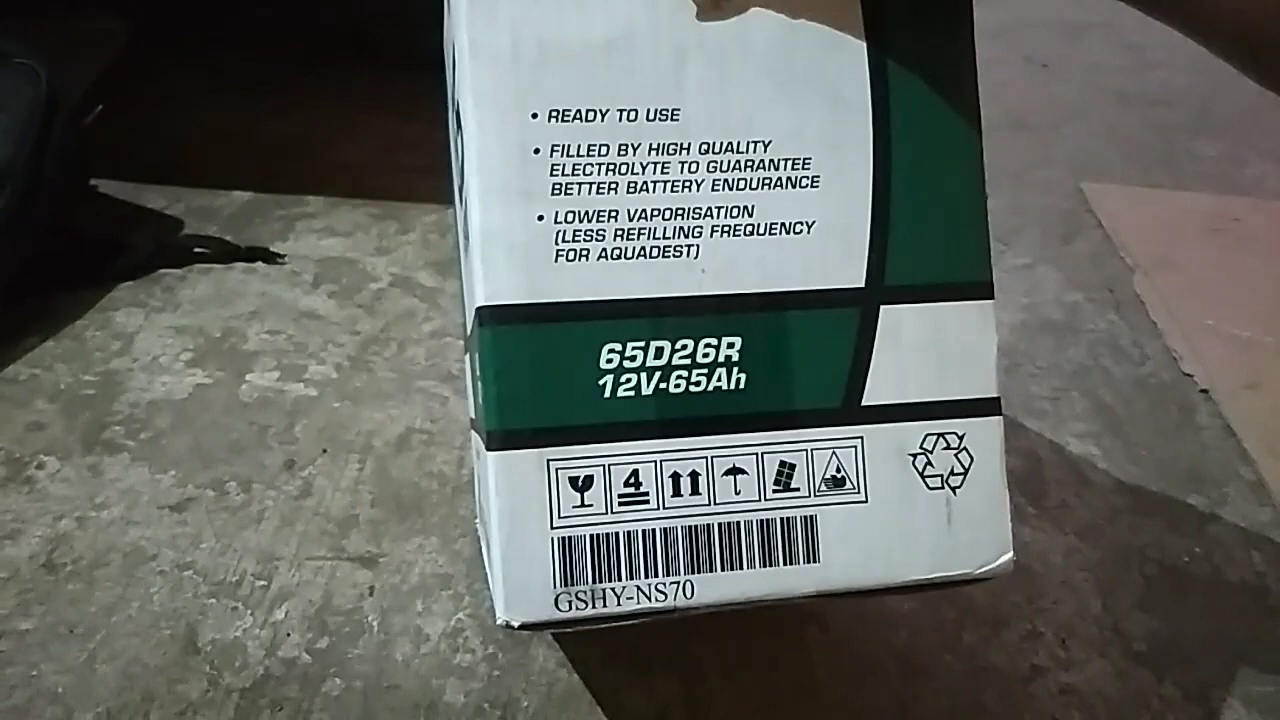 • READY TO USE
• FILLED BY HIGH QUALITY
ELECTROLYTE TO GUARANTEE
BETTER BATTERY ENDURANCE
• LOWER VAPORISATION
(LESS REFILLING FREQUENCY
FOR AQUADEST)
65D26R
12V-65Ah
4
GSHY-NS70